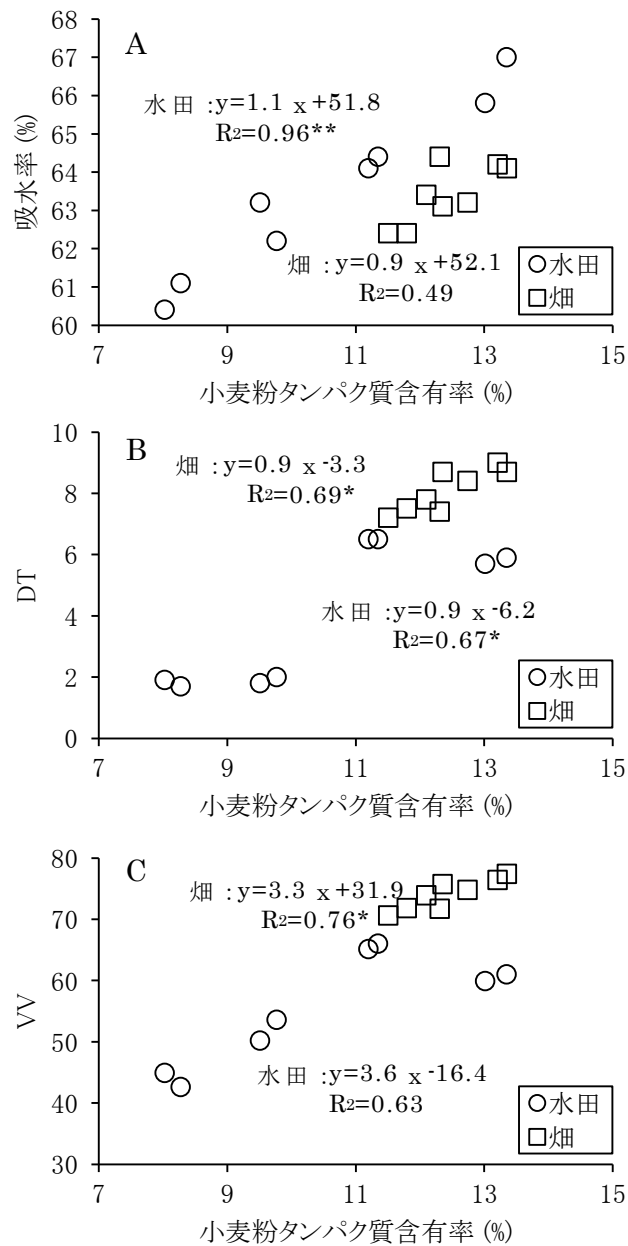 A
68
67
66
65
64
63
62
61
60
吸水率 (%)
水田 :y=1.1 x +51.8
R2=0.96**
畑 :y=0.9 x +52.1
R2=0.49
水田
畑
7 9 11 13 15
小麦粉タンパク質含有率 (%)
B
10
8
6
4
2
0
DT
畑 :y=0.9 x -3.3
R2=0.69*
水田 :y=0.9 x -6.2
R2=0.67*
水田
畑
7 9 11 13 15
小麦粉タンパク質含有率 (%)
C
80
70
60
50
40
30
VV
畑 :y=3.3 x +31.9
R2=0.76*
水田 :y=3.6 x -16.4
R2=0.63
水田
畑
7 9 11 13 15
小麦粉タンパク質含有率 (%)